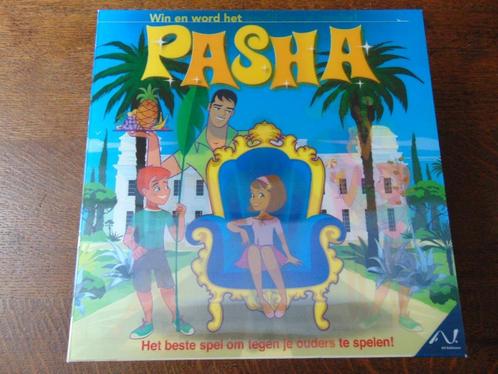 Win en word het
PASHA
Het beste spel om tegen je ouders te spelen!